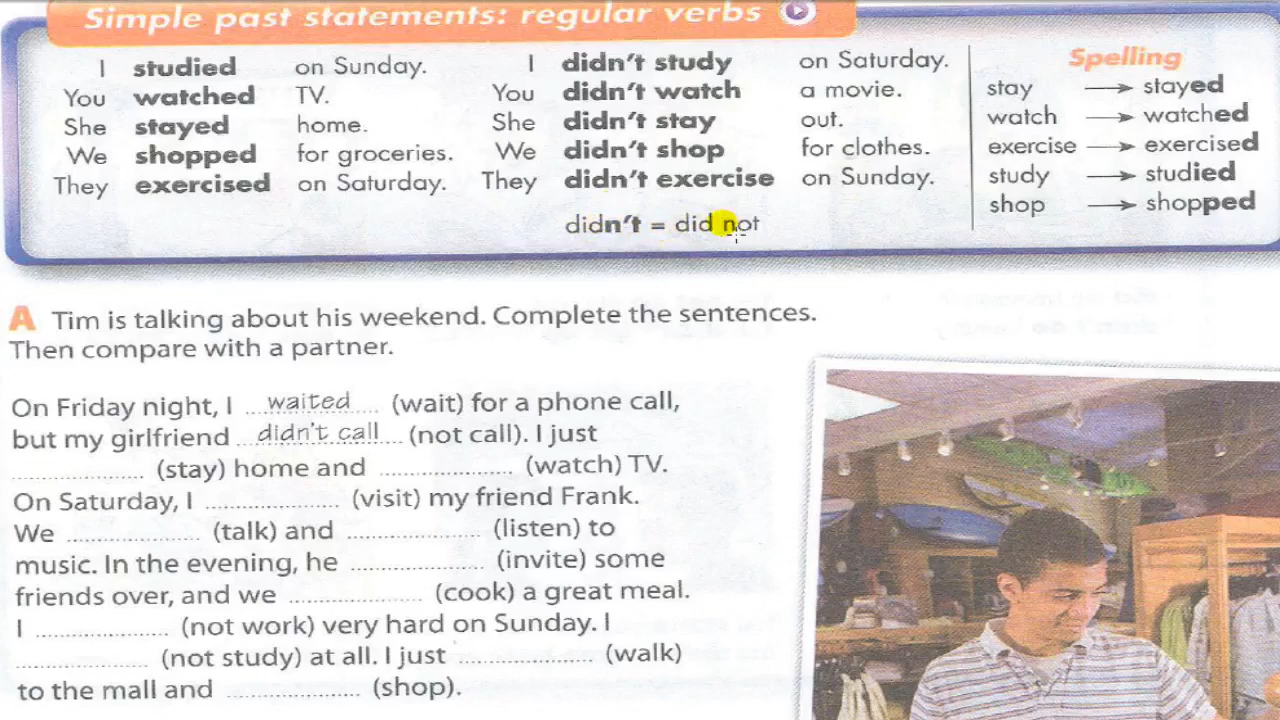 Simple past statements: regular verbs
I studied on Sunday. I didn't study on Saturday.
You watched TV. You didn't watch a movie.
She stayed home. She didn't stay out.
We shopped for groceries. We didn't shop for clothes.
They exercised on Saturday. They didn't exercise on Sunday.
didn't = did not
Spelling
stay → stayed
watch → watched
exercise → exercised
study → studied
shop → shopped
A Tim is talking about his weekend. Complete the sentences.
Then compare with a partner.
On Friday night, I waited (wait) for a phone call,
but my girlfriend didn't call (not call). I just
.................... (stay) home and .................... (watch) TV.
On Saturday, I .................... (visit) my friend Frank.
We .................... (talk) and .................... (listen) to
music. In the evening, he .................... (invite) some
friends over, and we .................... (cook) a great meal.
I .................... (not work) very hard on Sunday. I
.................... (not study) at all. I just .................... (walk)
to the mall and .................... (shop).